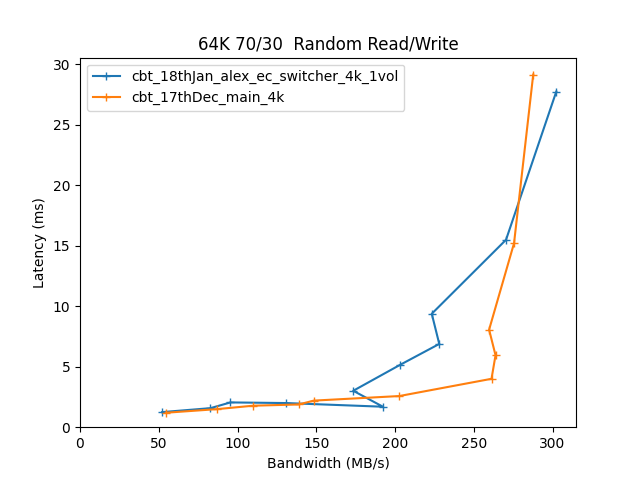 64K 70/30  Random Read/Write
cbt_18thJan_alex_ec_switcher_4k_1vol
cbt_17thDec_main_4k
30
25
20
15
10
5
0
Latency (ms)
0 50 100 150 200 250 300
Bandwidth (MB/s)